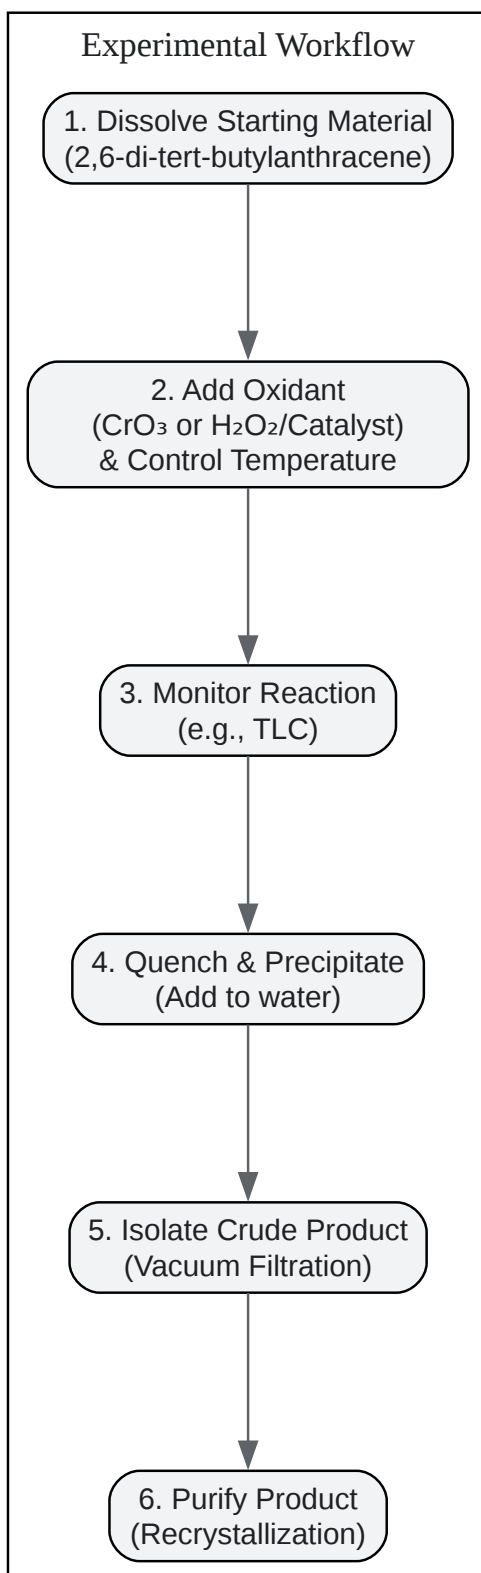 Experimental Workflow
1. Dissolve Starting Material
(2,6-di-tert-butylanthracene)
2. Add Oxidant
(CrO₃ or H₂O₂/Catalyst)
& Control Temperature
3. Monitor Reaction
(e.g., TLC)
4. Quench & Precipitate
(Add to water)
5. Isolate Crude Product
(Vacuum Filtration)
6. Purify Product
(Recrystallization)